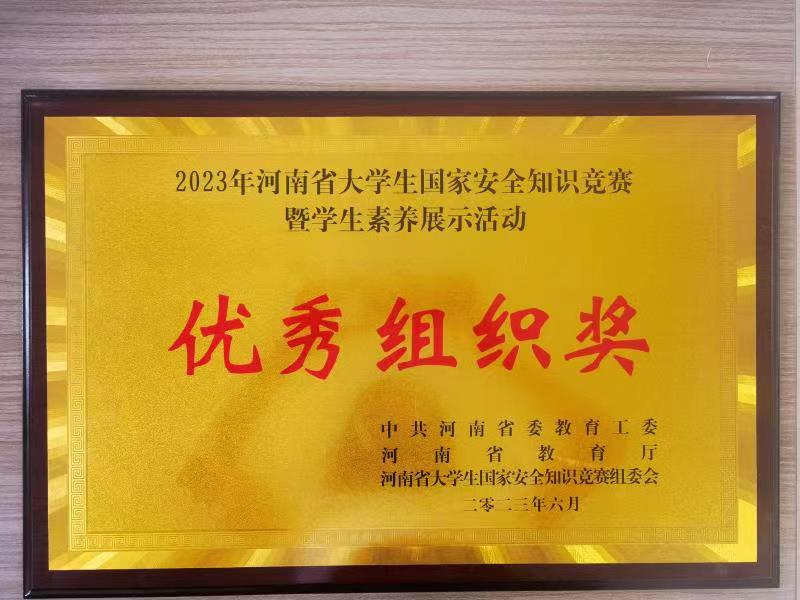 2023年河南省大学生国家安全知识竞赛
暨学生素养展示活动
优秀组织奖
中共河南省委教育工委
河南省教育厅
河南省大学生国家安全知识竞赛组委会
二零二三年六月